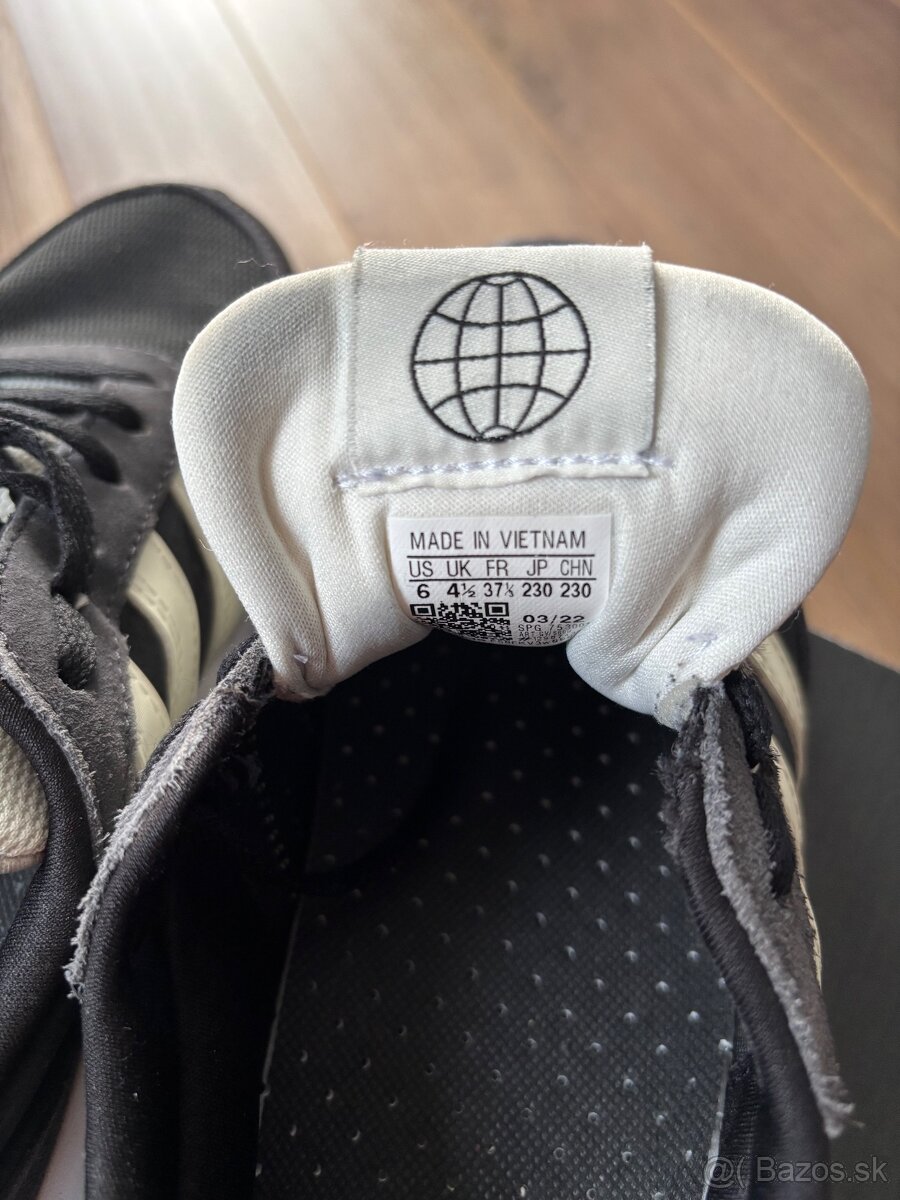 MADE IN VIETNAM
US UK FR JP CHN
6 4½ 37⅓ 230 230
03/22
SPG
@( Bazos.sk